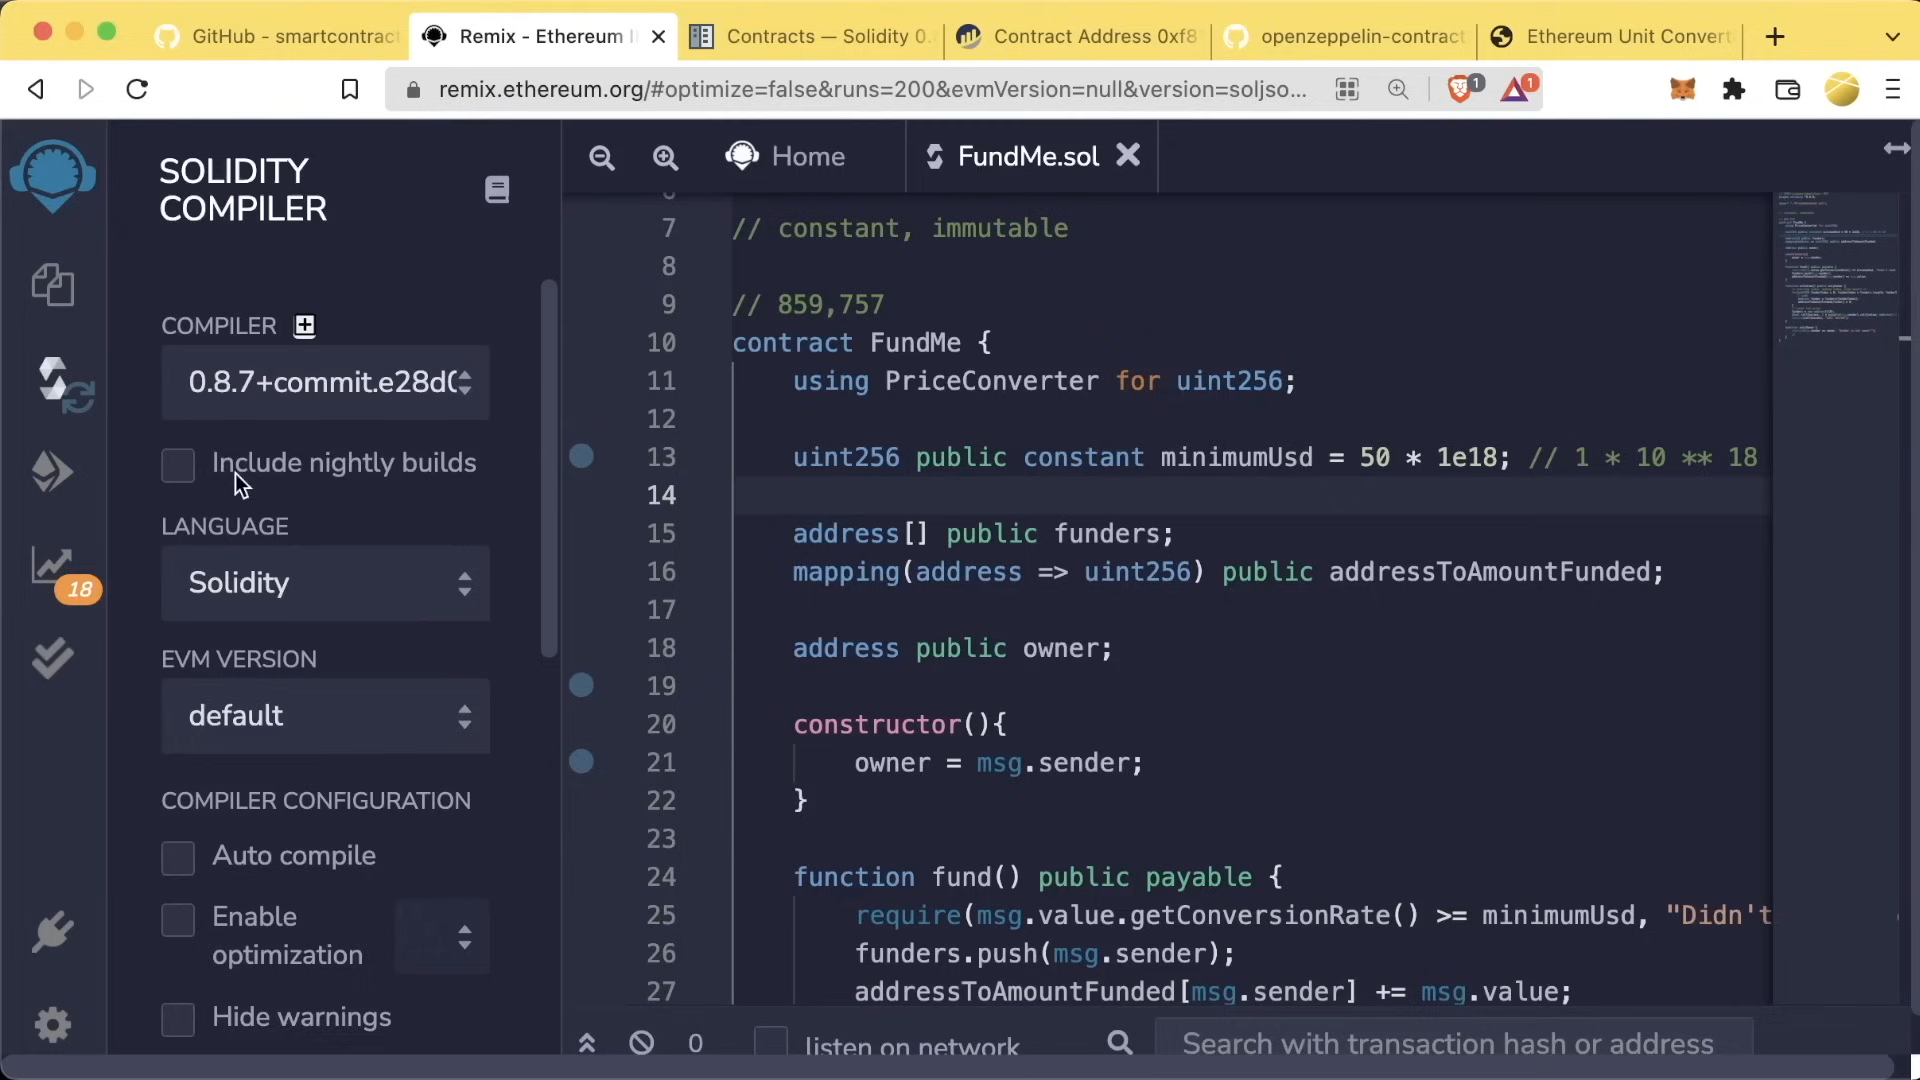 GitHub - smartcontract
Remix - Ethereum I
Contracts — Solidity 0.
Contract Address 0xf8
openzeppelin-contract
Ethereum Unit Convert
remix.ethereum.org/#optimize=false&runs=200&evmVersion=null&version=soljso...
1
1
SOLIDITY
COMPILER
COMPILER
0.8.7+commit.e28d0
Include nightly builds
LANGUAGE
Solidity
EVM VERSION
default
COMPILER CONFIGURATION
Auto compile
Enable
optimization
Hide warnings
18
Home
FundMe.sol
7 // constant, immutable
8
9 // 859,757
10 contract FundMe {
11 using PriceConverter for uint256;
12
13 uint256 public constant minimumUsd = 50 * 1e18; // 1 * 10 ** 18
14
15 address[] public funders;
16 mapping(address => uint256) public addressToAmountFunded;
17
18 address public owner;
19
20 constructor(){
21 owner = msg.sender;
22 }
23
24 function fund() public payable {
25 require(msg.value.getConversionRate() >= minimumUsd, "Didn't
26 funders.push(msg.sender);
27 addressToAmountFunded[msg.sender] += msg.value;
0
listen on network
Search with transaction hash or address